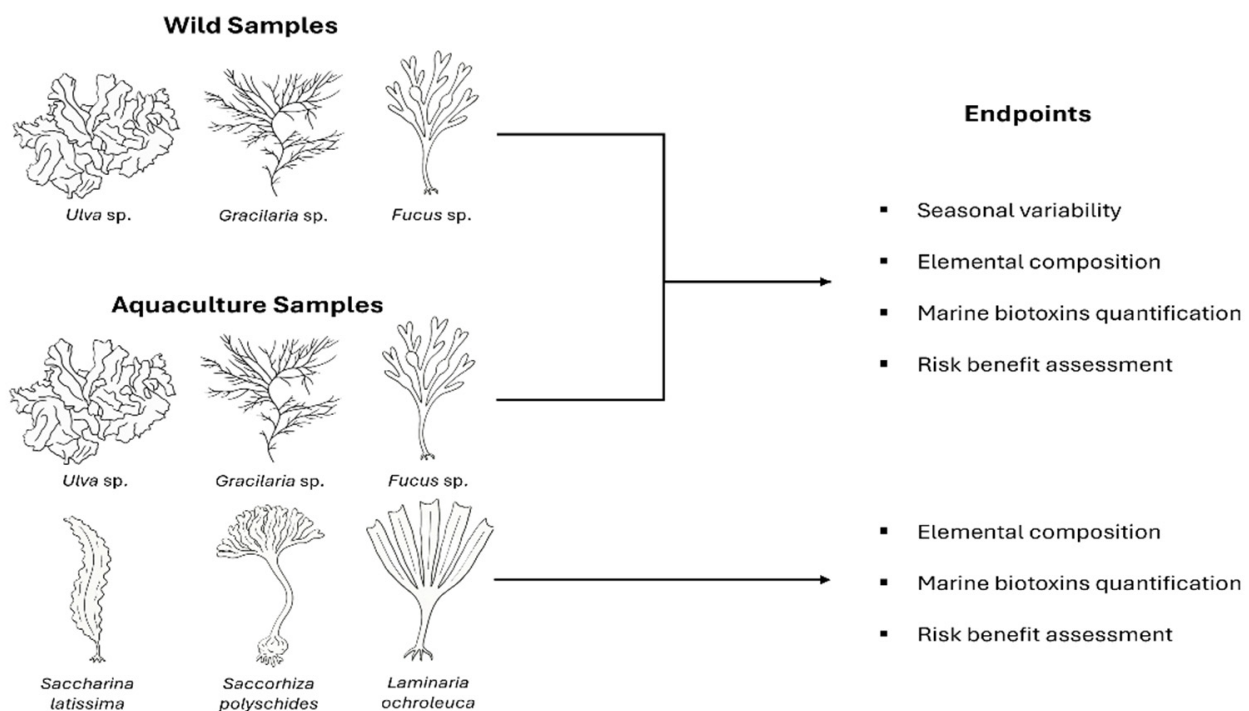 Wild Samples
Ulva sp.
Gracilaria sp.
Fucus sp.
Aquaculture Samples
Ulva sp.
Gracilaria sp.
Fucus sp.
Saccharina
latissima
Saccorhiza
polyschides
Laminaria
ochroleuca
Endpoints
▪ Seasonal variability
▪ Elemental composition
▪ Marine biotoxins quantification
▪ Risk benefit assessment
▪ Elemental composition
▪ Marine biotoxins quantification
▪ Risk benefit assessment